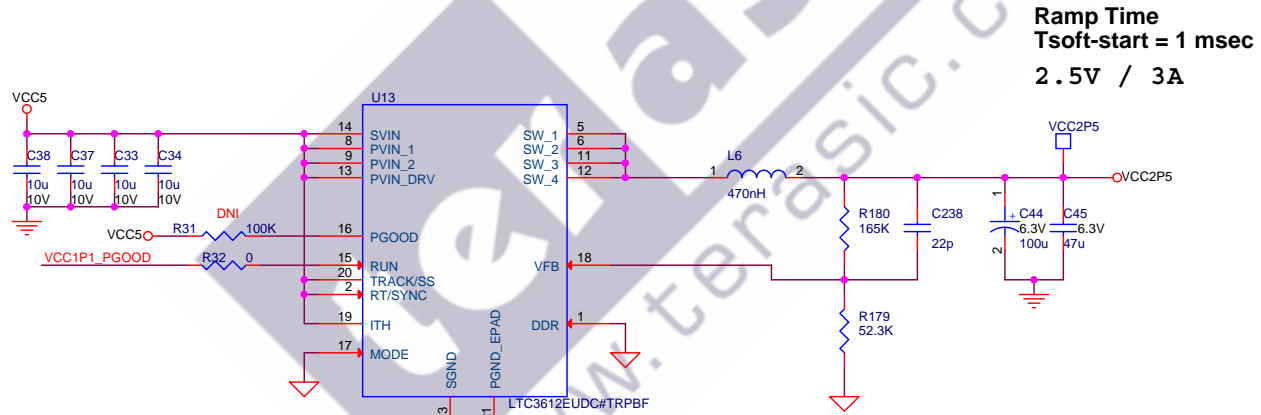 Ramp Time
Tsoft-start = 1 msec
2.5V / 3A
VCC5
C38 C37 C33 C34
10u 10u 10u 10u
10V 10V 10V 10V
DNI
VCC5 R31 100K
VCC1P1_PGOOD R32 0
U13
14 SVIN
8 PVIN_1
9 PVIN_2
13 PVIN_DRV
16 PGOOD
15 RUN
20 TRACK/SS
2 RT/SYNC
19 ITH
17 MODE
SW_1 5
SW_2 6
SW_3 11
SW_4 12
VFB 18
DDR 1
SGND
PGND_EPAD
3
21
LTC3612EUDC#TRPBF
1 L6 2
470nH
R180
165K
C238
22p
R179
52.3K
VCC2P5
VCC2P5
1
+
C44
6.3V
100u
2
C45
6.3V
47u
terasic
www.terasic.c